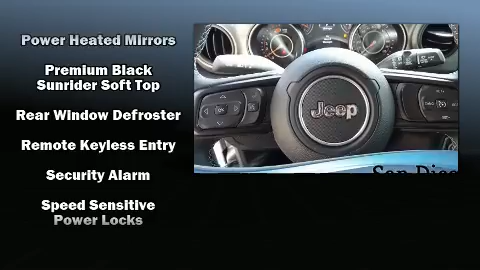 Power Heated Mirrors
Premium Black
Sunrider Soft Top
Rear Window Defroster
Remote Keyless Entry
Security Alarm
Speed Sensitive
Power Locks
Jeep